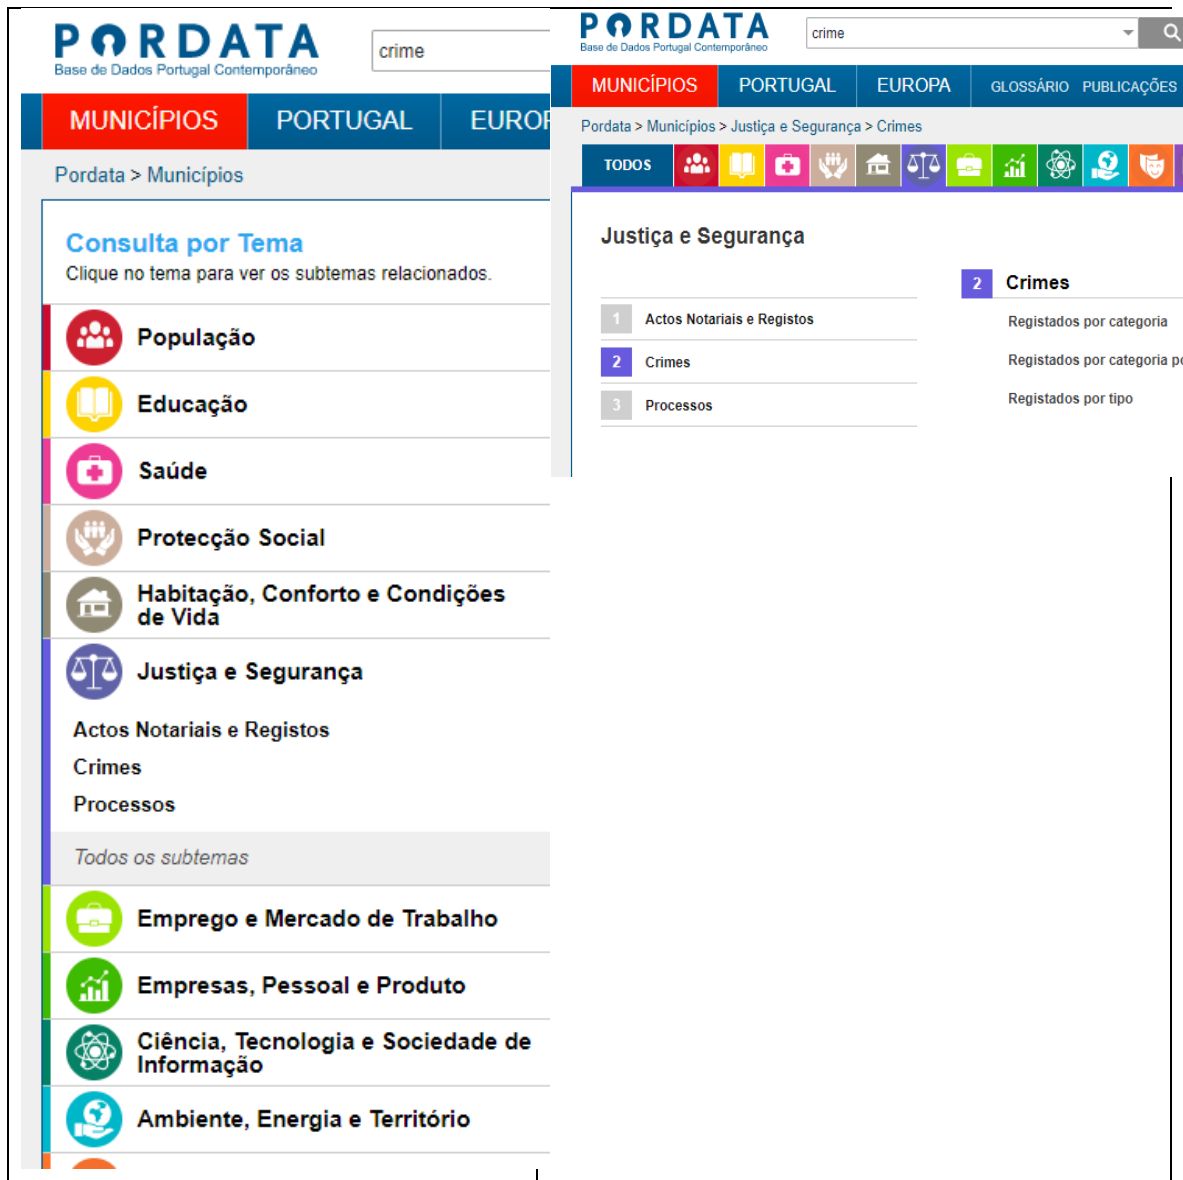 PORDATA
Base de Dados Portugal Contemporâneo
crime
MUNICÍPIOS
PORTUGAL
Pordata > Municípios
Consulta por Tema
Clique no tema para ver os subtemas relacionados.
População
Educação
Saúde
Protecção Social
Habitação, Conforto e Condições
de Vida
Justiça e Segurança
Actos Notariais e Registos
Crimes
Processos
Todos os subtemas
Emprego e Mercado de Trabalho
Empresas, Pessoal e Produto
Ciência, Tecnologia e Sociedade de
Informação
Ambiente, Energia e Território
PORDATA
Base de Dados Portugal Contemporâneo
crime
MUNICÍPIOS
PORTUGAL
EUROPA
GLOSSÁRIO
PUBLICAÇÕES
Pordata > Municípios > Justiça e Segurança > Crimes
TODOS
Justiça e Segurança
1 Actos Notariais e Registos
2 Crimes
3 Processos
2 Crimes
Registados por categoria
Registados por categoria
Registados por tipo